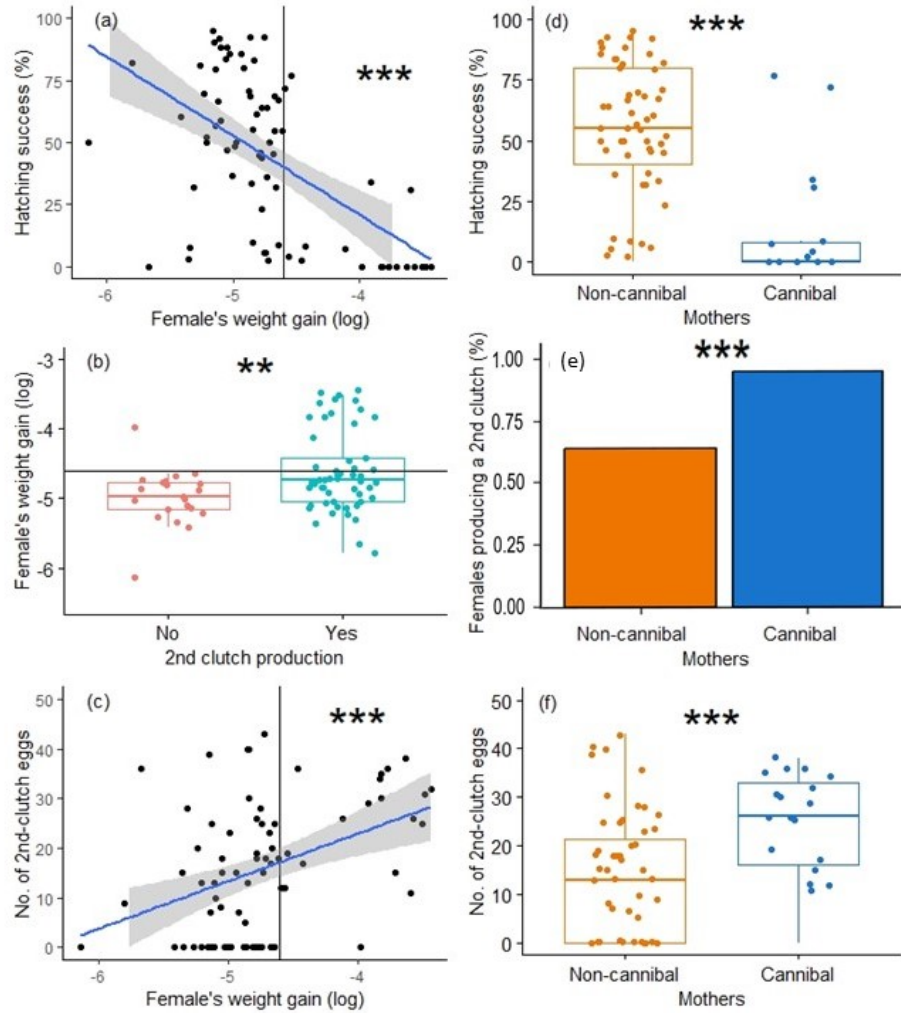 (a)
***
Hatching success (%)
100
75
50
25
0
-6
-5
-4
Female's weight gain (log)
(d)
***
Hatching success (%)
100
75
50
25
0
Non-cannibal
Cannibal
Mothers
(b)
**
Female's weight gain (log)
-3
-4
-5
-6
No
Yes
2nd clutch production
(e)
***
Females producing a 2nd clutch (%)
1.00
0.75
0.50
0.25
0.00
Non-cannibal
Cannibal
Mothers
(c)
***
No. of 2nd-clutch eggs
50
40
30
20
10
0
-6
-5
-4
Female's weight gain (log)
(f)
***
No. of 2nd-clutch eggs
50
40
30
20
10
0
Non-cannibal
Cannibal
Mothers